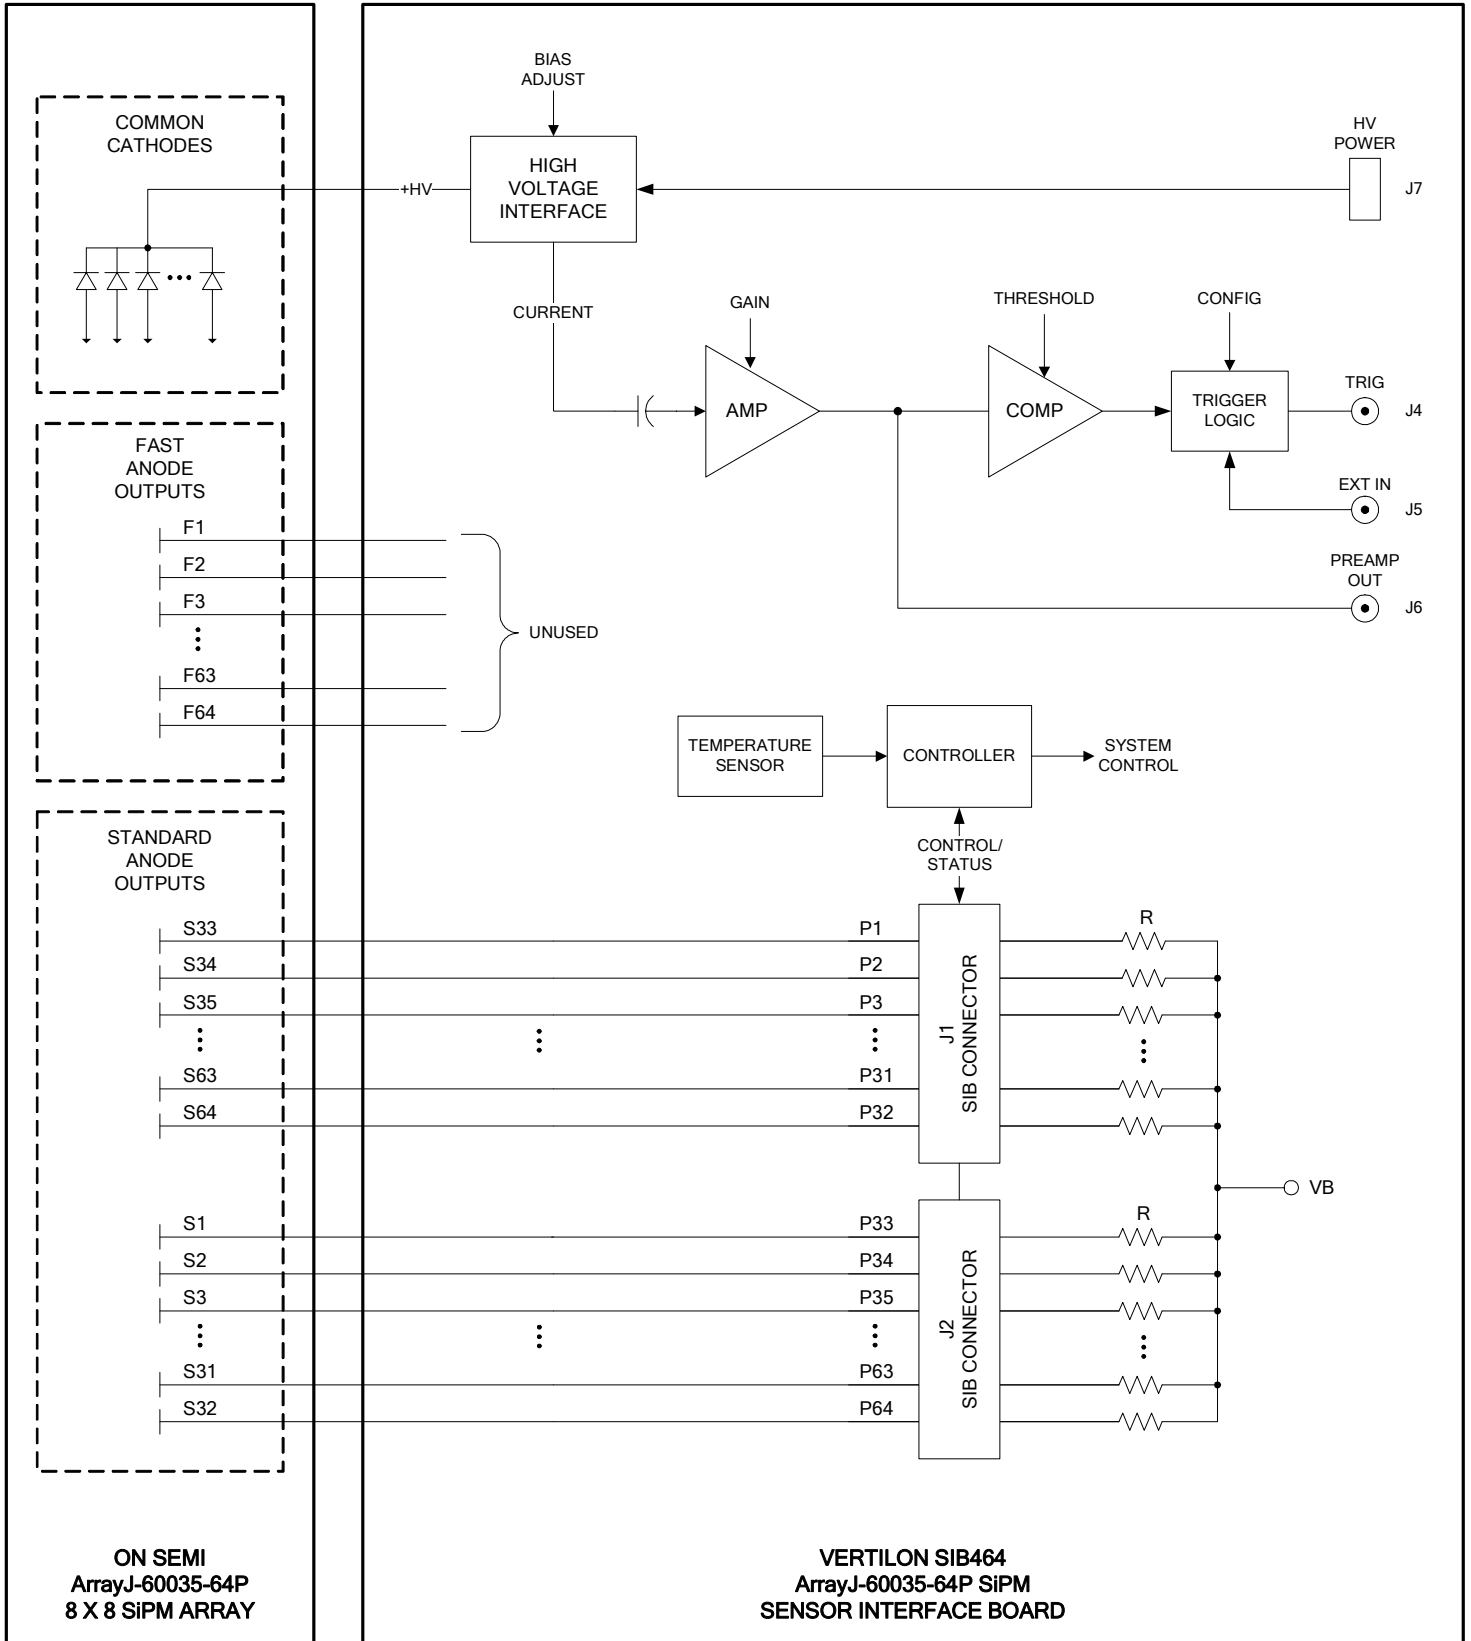 BIAS
ADJUST
COMMON
CATHODES
HV
POWER
HIGH
VOLTAGE
INTERFACE
+HV
J7
CURRENT
GAIN
THRESHOLD
CONFIG
AMP
COMP
TRIGGER
LOGIC
TRIG
J4
EXT IN
J5
PREAMP
OUT
J6
FAST
ANODE
OUTPUTS
F1
F2
F3
F63
F64
UNUSED
TEMPERATURE
SENSOR
CONTROLLER
SYSTEM
CONTROL
CONTROL/
STATUS
STANDARD
ANODE
OUTPUTS
S33
P1
R
S34
P2
S35
P3
S63
P31
S64
P32
J1
SIB CONNECTOR
VB
S1
P33
R
S2
P34
S3
P35
S31
P63
S32
P64
J2
SIB CONNECTOR
ON SEMI
ArrayJ-60035-64P
8 X 8 SiPM ARRAY
VERTILON SIB464
ArrayJ-60035-64P SiPM
SENSOR INTERFACE BOARD